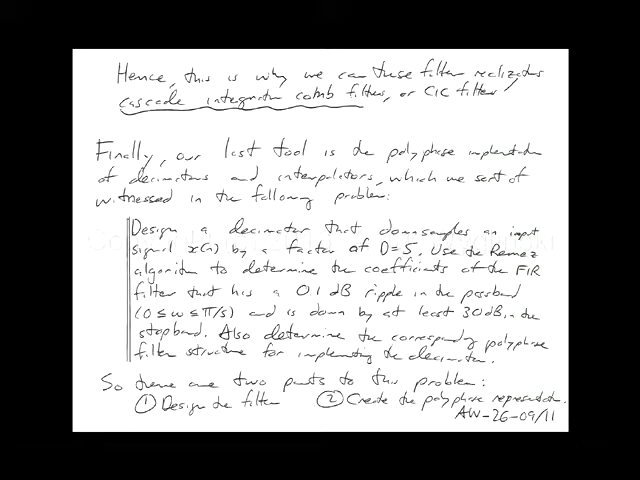 Hence, this is why we call these filter realizations
cascade integrator comb filters, or CIC filters
Finally, our last tool is the polyphase implementation
of decimators and interpolators, which we sort of
witnessed in the following problem:
Design a decimator that downsamples an input
signal x(n) by a factor of D=5. Use the Remez
algorithm to determine the coefficients of the FIR
filter that has a 0.1 dB ripple in the passband
(0 ≤ ω ≤ π/5) and is down by at least 30 dB in the
stopband. Also determine the corresponding polyphase
filter structure for implementing the decimator.
So there are two parts to this problem:
① Design the filter ② Create the polyphase representation.
AW-26-09/11